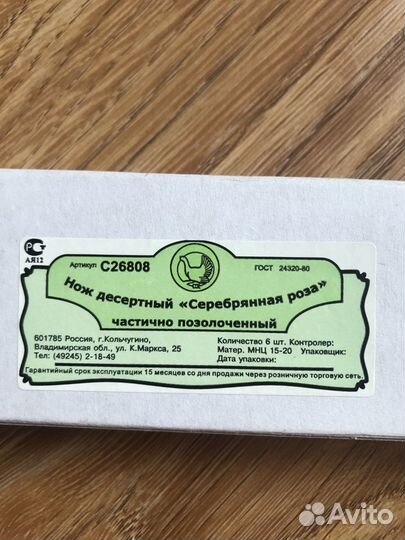 АЯ12
Артикул С26808
ГОСТ 24320-80
Нож десертный «Серебрянная роза»
частично позолоченный
601785 Россия, г.Кольчугино,
Владимирская обл., ул. К.Маркса, 25
Тел: (49245) 2-18-49
Количество 6 шт. Контролер:
Матер. МНЦ 15-20 Упаковщик:
Дата упаковки:
Гарантийный срок эксплуатации 15 месяцев со дня продажи через розничную торговую сеть.
Avito